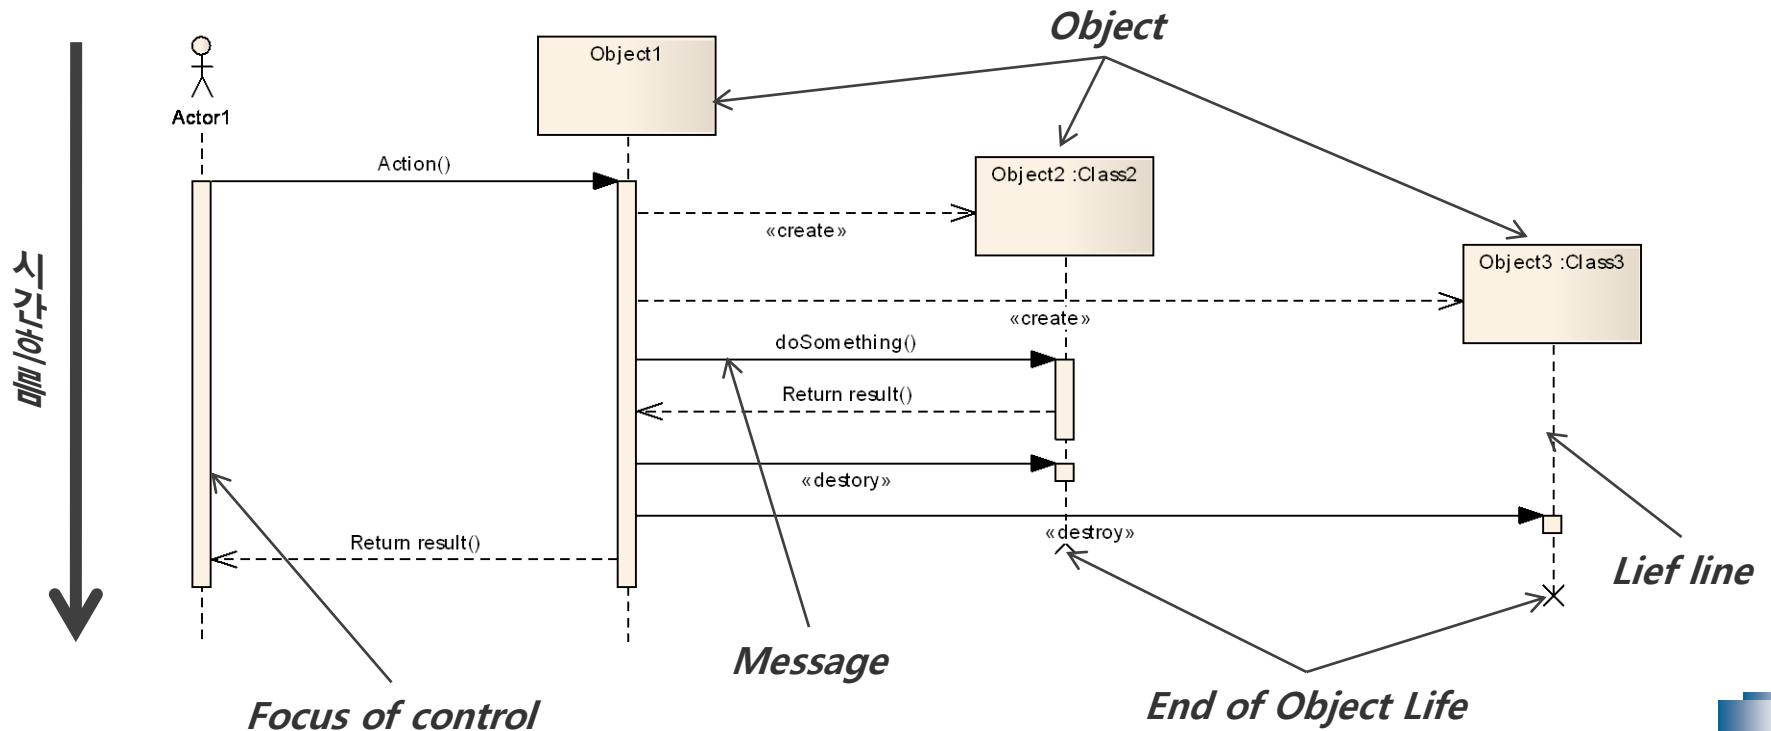 Object
Actor1
Object1
Action()
Object2 :Class2
«create»
Object3 :Class3
«create»
doSomething()
Return result()
«destory»
«destroy»
Return result()
시간흐름
Lief line
Message
End of Object Life
Focus of control